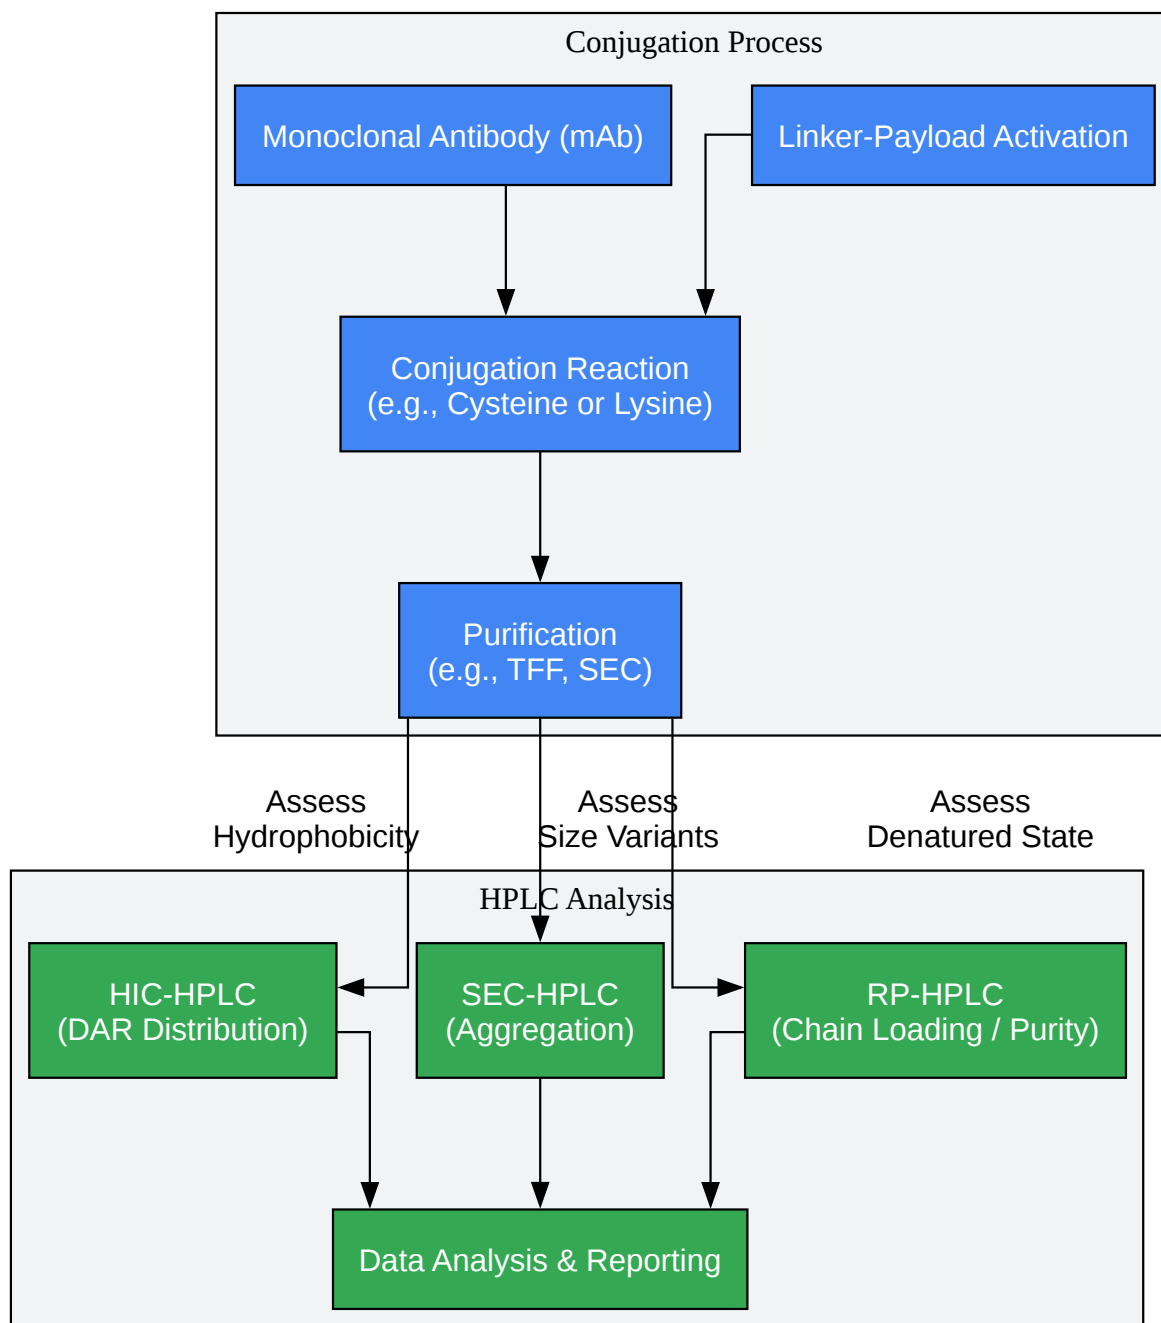 Conjugation Process
Monoclonal Antibody (mAb)
Linker-Payload Activation
Conjugation Reaction
(e.g., Cysteine or Lysine)
Purification
(e.g., TFF, SEC)
Assess
Hydrophobicity
Assess
Size Variants
Assess
Denatured State
HPLC Analysis
HIC-HPLC
(DAR Distribution)
SEC-HPLC
(Aggregation)
RP-HPLC
(Chain Loading / Purity)
Data Analysis & Reporting